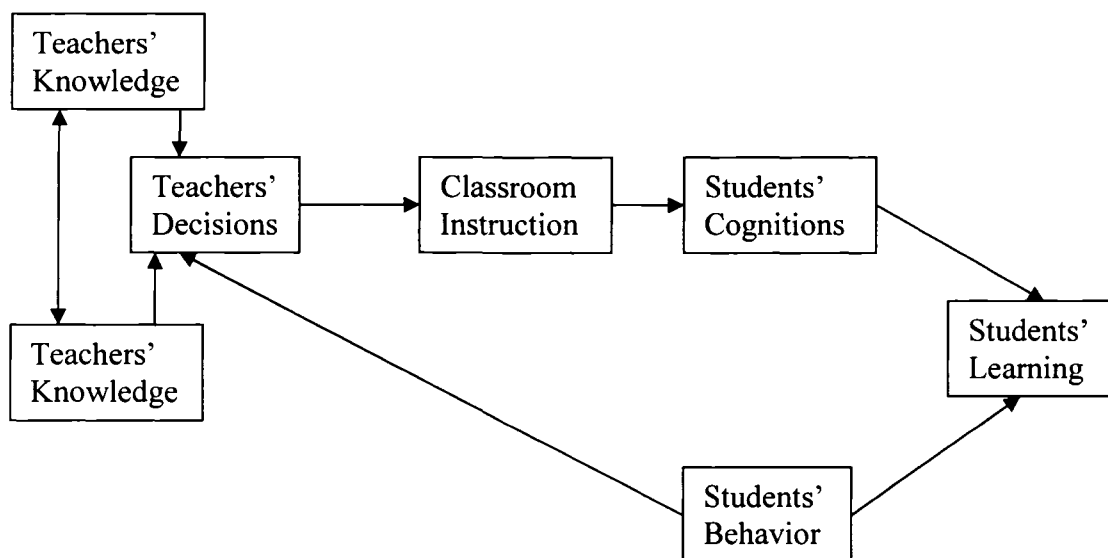 Teachers’
Knowledge
Teachers’
Decisions
Classroom
Instruction
Students’
Cognitions
Teachers’
Knowledge
Students’
Learning
Students’
Behavior